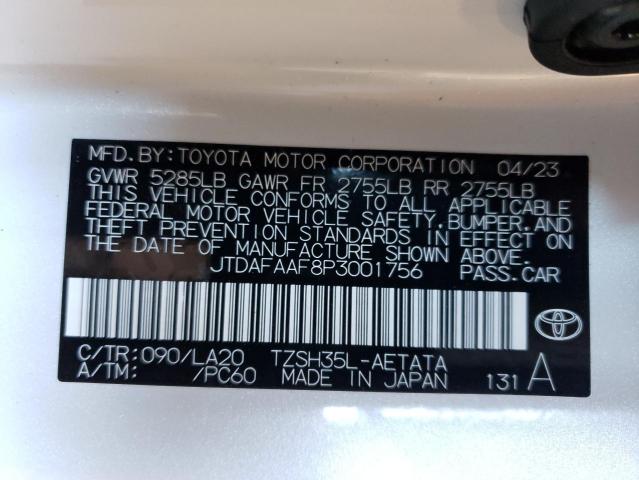 MFD.BY:TOYOTA MOTOR CORPORATION 04/23
GVWR 5285LB GAWR FR 2755LB RR 2755LB
THIS VEHICLE CONFORMS TO ALL APPLICABLE
FEDERAL MOTOR VEHICLE SAFETY,BUMPER,AND
THEFT PREVENTION STANDARDS IN EFFECT ON
THE DATE OF MANUFACTURE SHOWN ABOVE.
JTDAFAAF8P3001756 PASS.CAR
C/TR:090/LA20 TZSH35L-AETATA
A/TM: /PC60 MADE IN JAPAN 131 A
TOYOTA